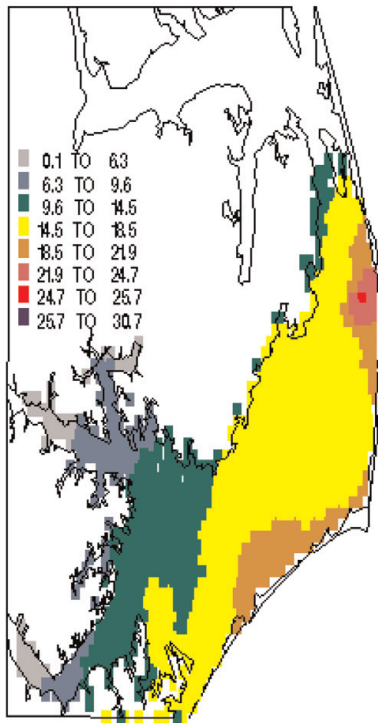 0.1 TO 6.3
6.3 TO 9.6
9.6 TO 14.5
14.5 TO 18.5
18.5 TO 21.9
21.9 TO 24.7
24.7 TO 25.7
25.7 TO 30.7